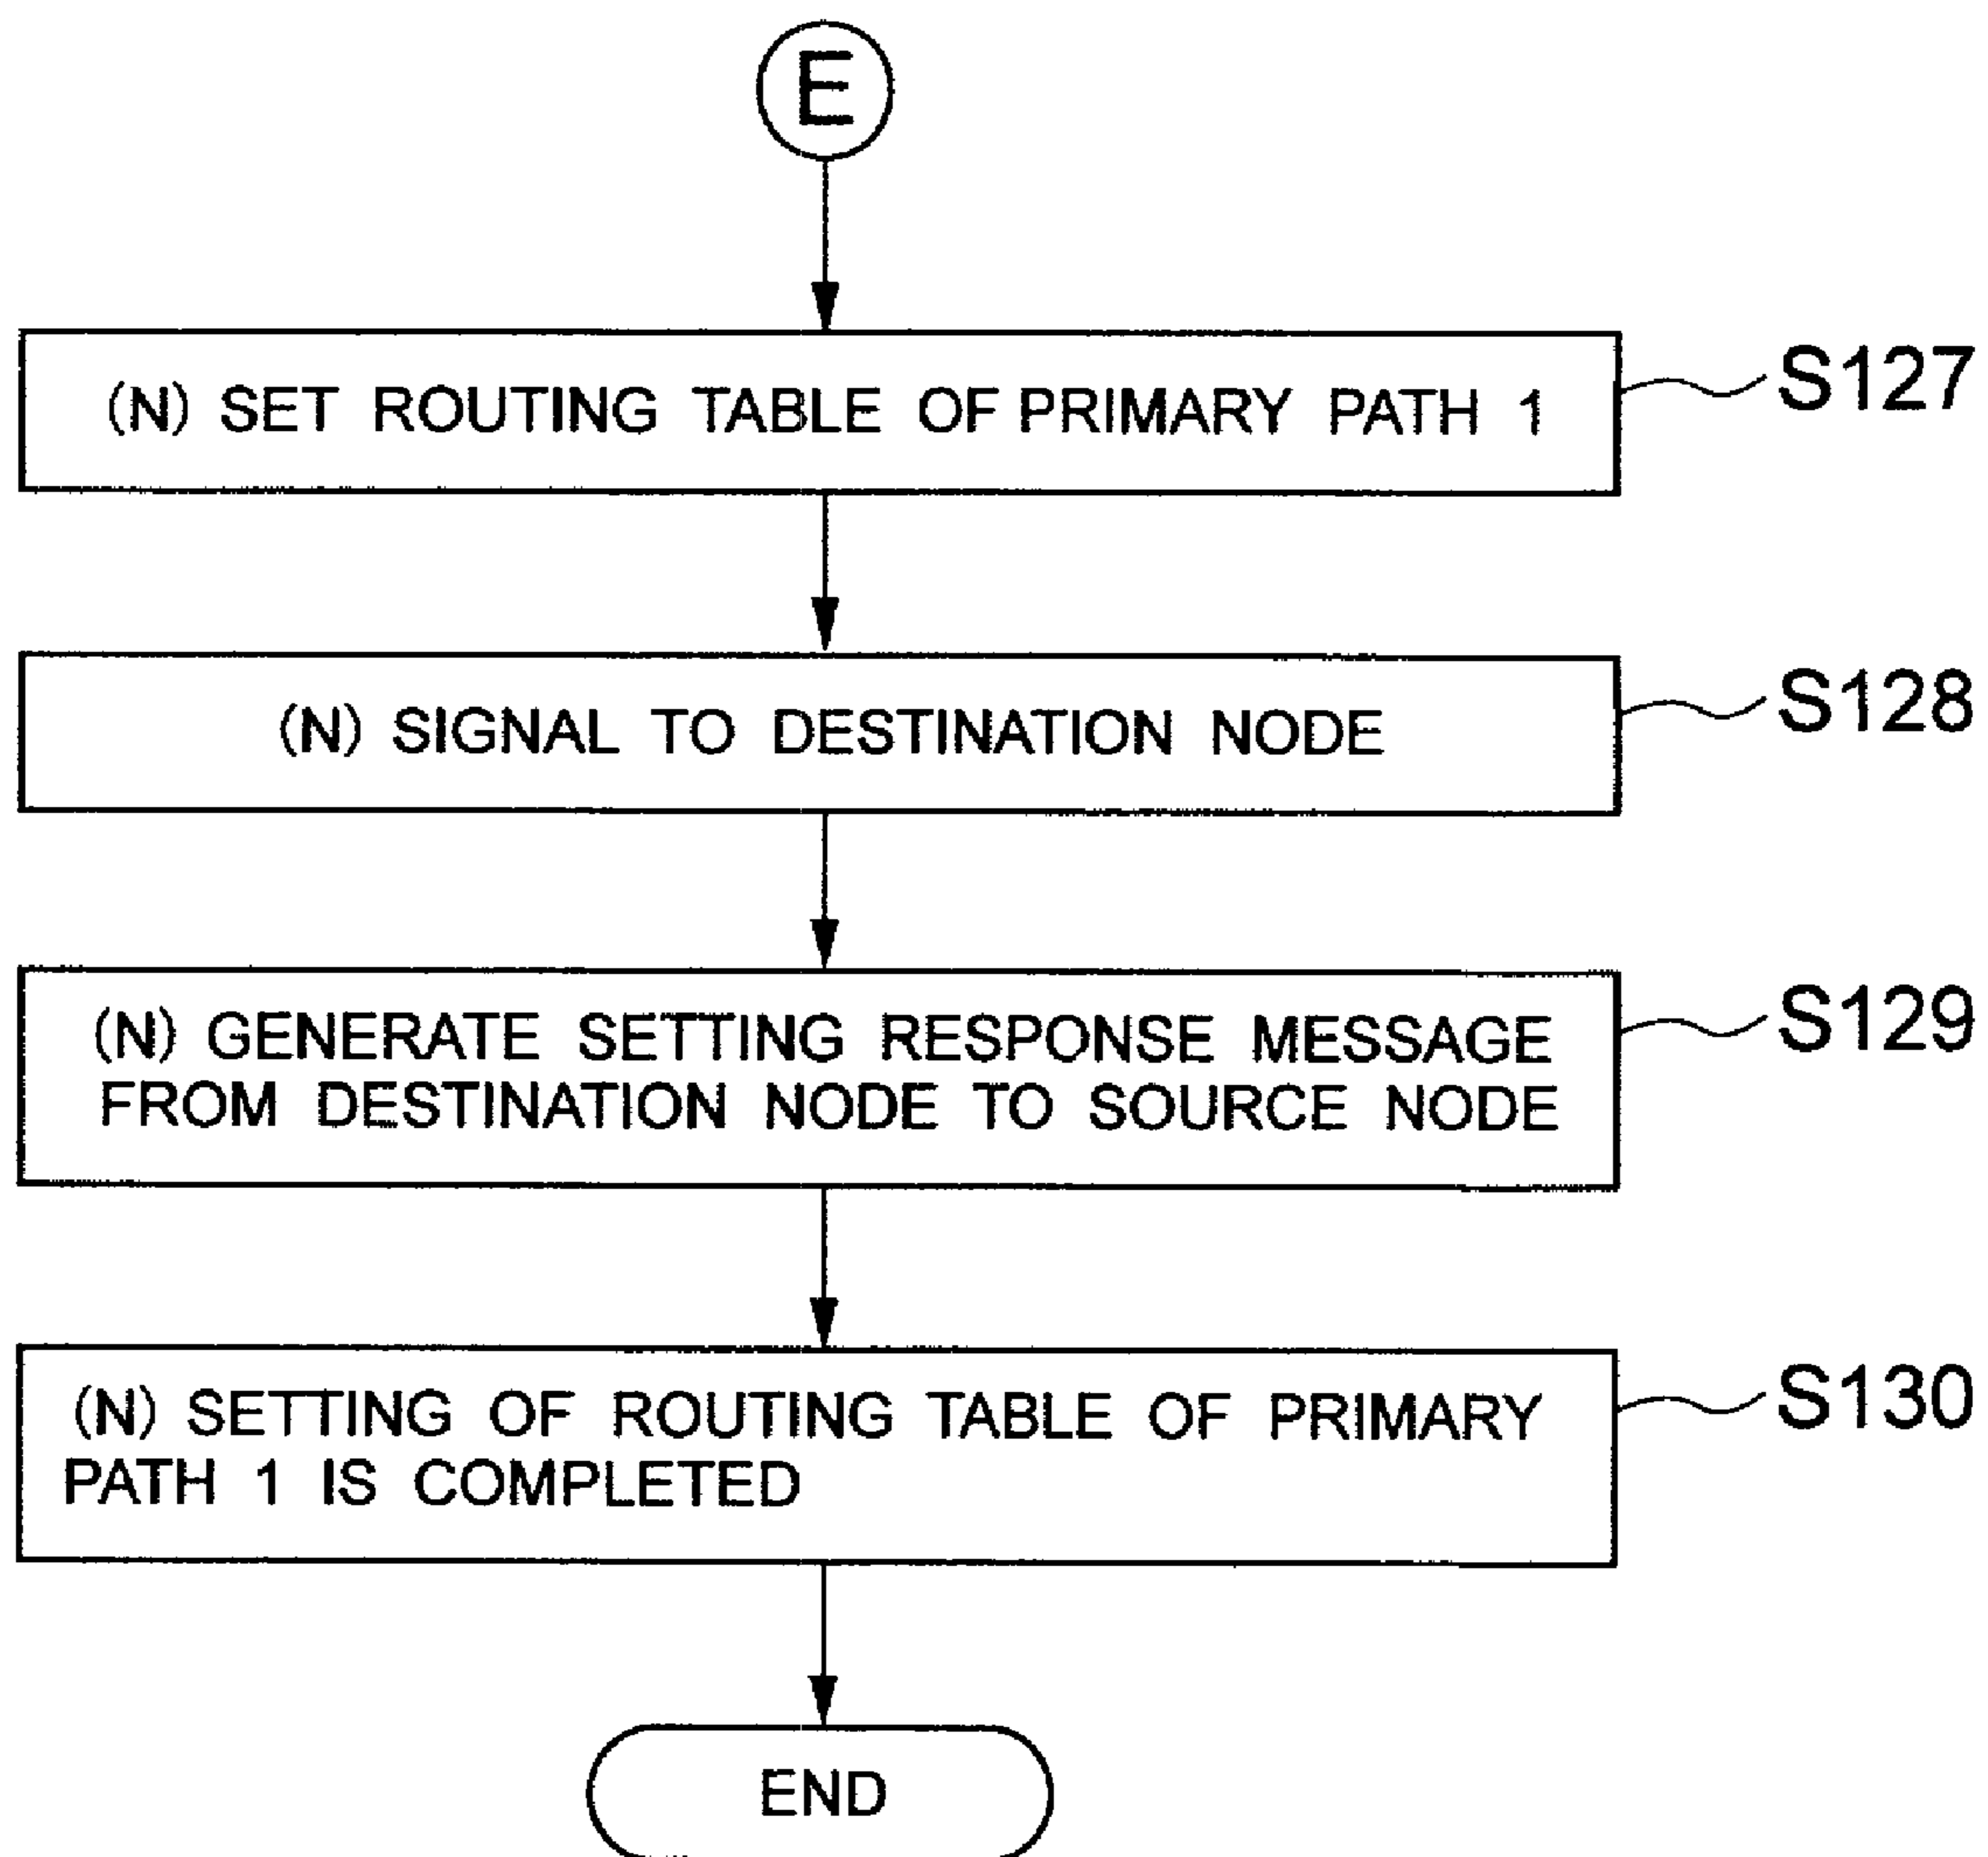 E
(N) SET ROUTING TABLE OF PRIMARY PATH 1
S127
(N) SIGNAL TO DESTINATION NODE
S128
(N) GENERATE SETTING RESPONSE MESSAGE
FROM DESTINATION NODE TO SOURCE NODE
S129
(N) SETTING OF ROUTING TABLE OF PRIMARY
PATH 1 IS COMPLETED
S130
END